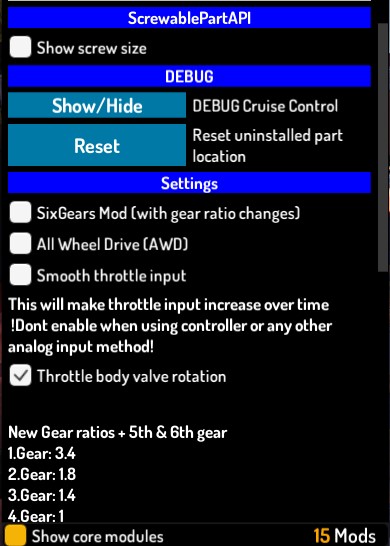 ScrewablePartAPI
Show screw size
DEBUG
Show/Hide
DEBUG Cruise Control
Reset
Reset uninstalled part
location
Settings
SixGears Mod (with gear ratio changes)
All Wheel Drive (AWD)
Smooth throttle input
This will make throttle input increase over time
!Dont enable when using controller or any other
analog input method!
Throttle body valve rotation
New Gear ratios + 5th & 6th gear
1.Gear: 3.4
2.Gear: 1.8
3.Gear: 1.4
4.Gear: 1
Show core modules
15 Mods